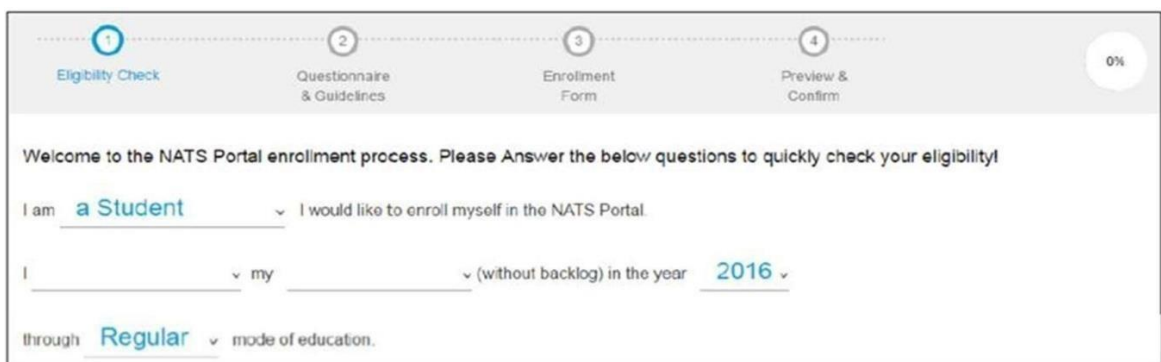 1 2 3 4
Eligibility Check Questionnaire & Guidelines Enrollment Form Preview & Confirm
0%
Welcome to the NATS Portal enrollment process. Please Answer the below questions to quickly check your eligibility!
I am a Student I would like to enroll myself in the NATS Portal.
I my (without backlog) in the year 2016
through Regular mode of education.